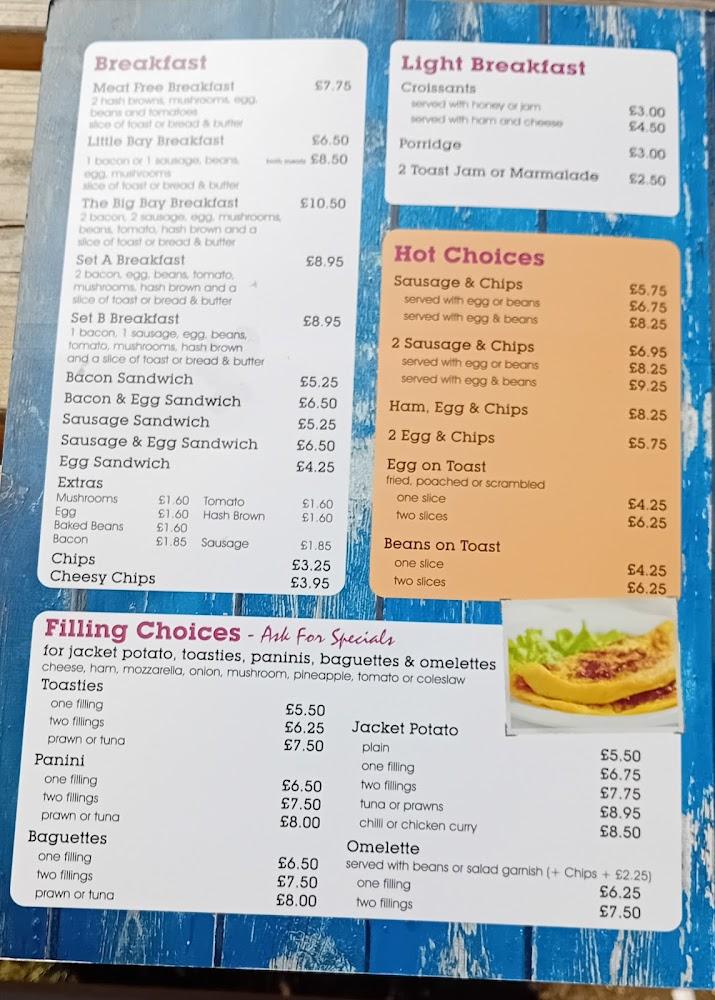 Breakfast
Meat Free Breakfast £7.75
2 hash browns, mushrooms, egg,
beans and tomatoes
slice of toast or bread & butter
Little Bay Breakfast £6.50
1 bacon or 1 sausage, beans, £8.50
egg, mushrooms
slice of toast or bread & butter
The Big Bay Breakfast £10.50
2 bacon, 2 sausage, egg, mushrooms,
beans, tomato, hash brown and a
slice of toast or bread & butter
Set A Breakfast £8.95
2 bacon, egg, beans, tomato,
mushrooms, hash brown and a
slice of toast or bread & butter
Set B Breakfast £8.95
1 bacon, 1 sausage, egg, beans,
tomato, mushrooms, hash brown
and a slice of toast or bread & butter
Bacon Sandwich £5.25
Bacon & Egg Sandwich £6.50
Sausage Sandwich £5.25
Sausage & Egg Sandwich £6.50
Egg Sandwich £4.25
Extras
Mushrooms £1.60 Tomato £1.60
Egg £1.60 Hash Brown £1.60
Baked Beans £1.60
Bacon £1.85 Sausage £1.85
Chips £3.25
Cheesy Chips £3.95
Light Breakfast
Croissants
served with honey or jam £3.00
served with ham and cheese £4.50
Porridge £3.00
2 Toast Jam or Marmalade £2.50
Hot Choices
Sausage & Chips £5.75
served with egg or beans £6.75
served with egg & beans £8.25
2 Sausage & Chips £6.95
served with egg or beans £8.25
served with egg & beans £9.25
Ham, Egg & Chips £8.25
2 Egg & Chips £5.75
Egg on Toast
fried, poached or scrambled
one slice £4.25
two slices £6.25
Beans on Toast
one slice £4.25
two slices £6.25
Filling Choices - Ask For Specials
for jacket potato, toasties, paninis, baguettes & omelettes
cheese, ham, mozzarella, onion, mushroom, pineapple, tomato or coleslaw
Toasties
one filling £5.50
two fillings £6.25
prawn or tuna £7.50
Panini
one filling £6.50
two fillings £7.50
prawn or tuna £8.00
Baguettes
one filling £6.50
two fillings £7.50
prawn or tuna £8.00
Jacket Potato
plain £5.50
one filling £6.75
two fillings £7.75
tuna or prawns £8.95
chilli or chicken curry £8.50
Omelette
served with beans or salad garnish (+ Chips + £2.25)
one filling £6.25
two fillings £7.50